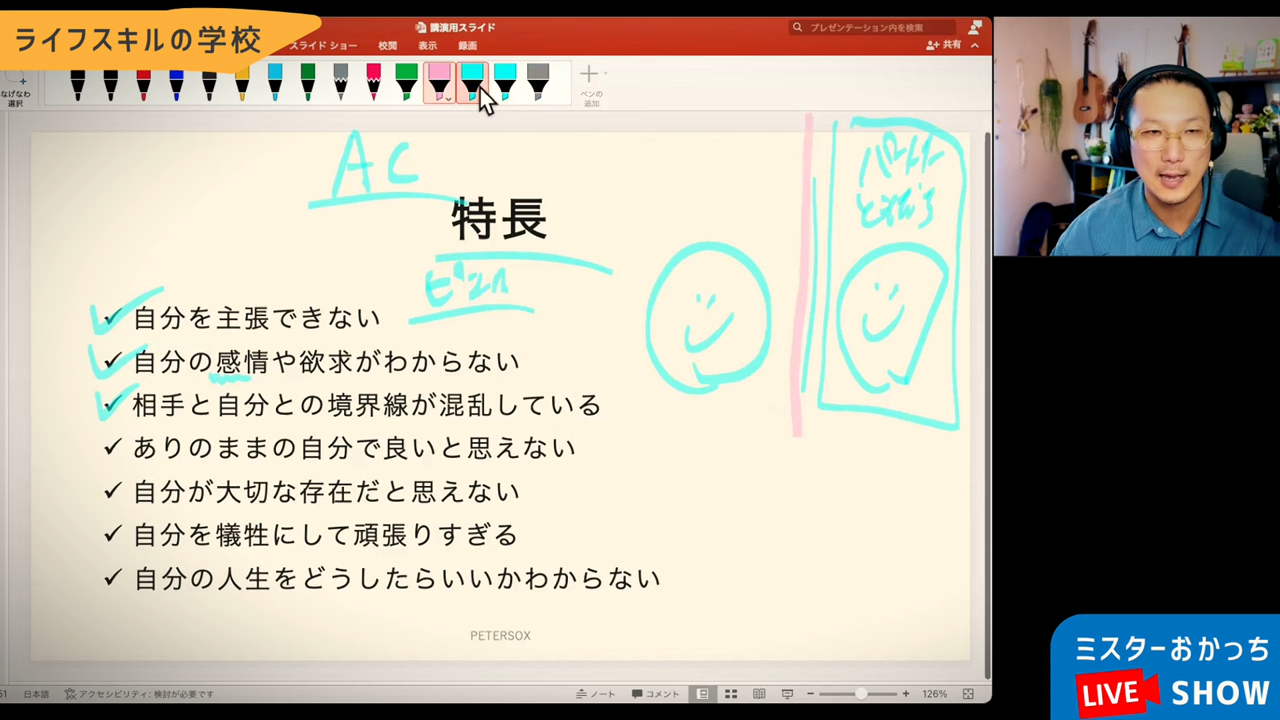 ライフスキルの学校
講演用スライド
プレゼンテーション内を検索
スライド ショー
校閲
表示
録画
共有
なげなわ
選択
ペンの
追加
AC
特長
自分を主張できない
自分の感情や欲求がわからない
相手と自分との境界線が混乱している
ありのままの自分で良いと思えない
自分が大切な存在だと思えない
自分を犠牲にして頑張りすぎる
自分の人生をどうしたらいいかわからない
PETERSOX
日本語
アクセシビリティ: 検討が必要です
ノート
コメント
126%
ミスターおかっち
LIVE SHOW